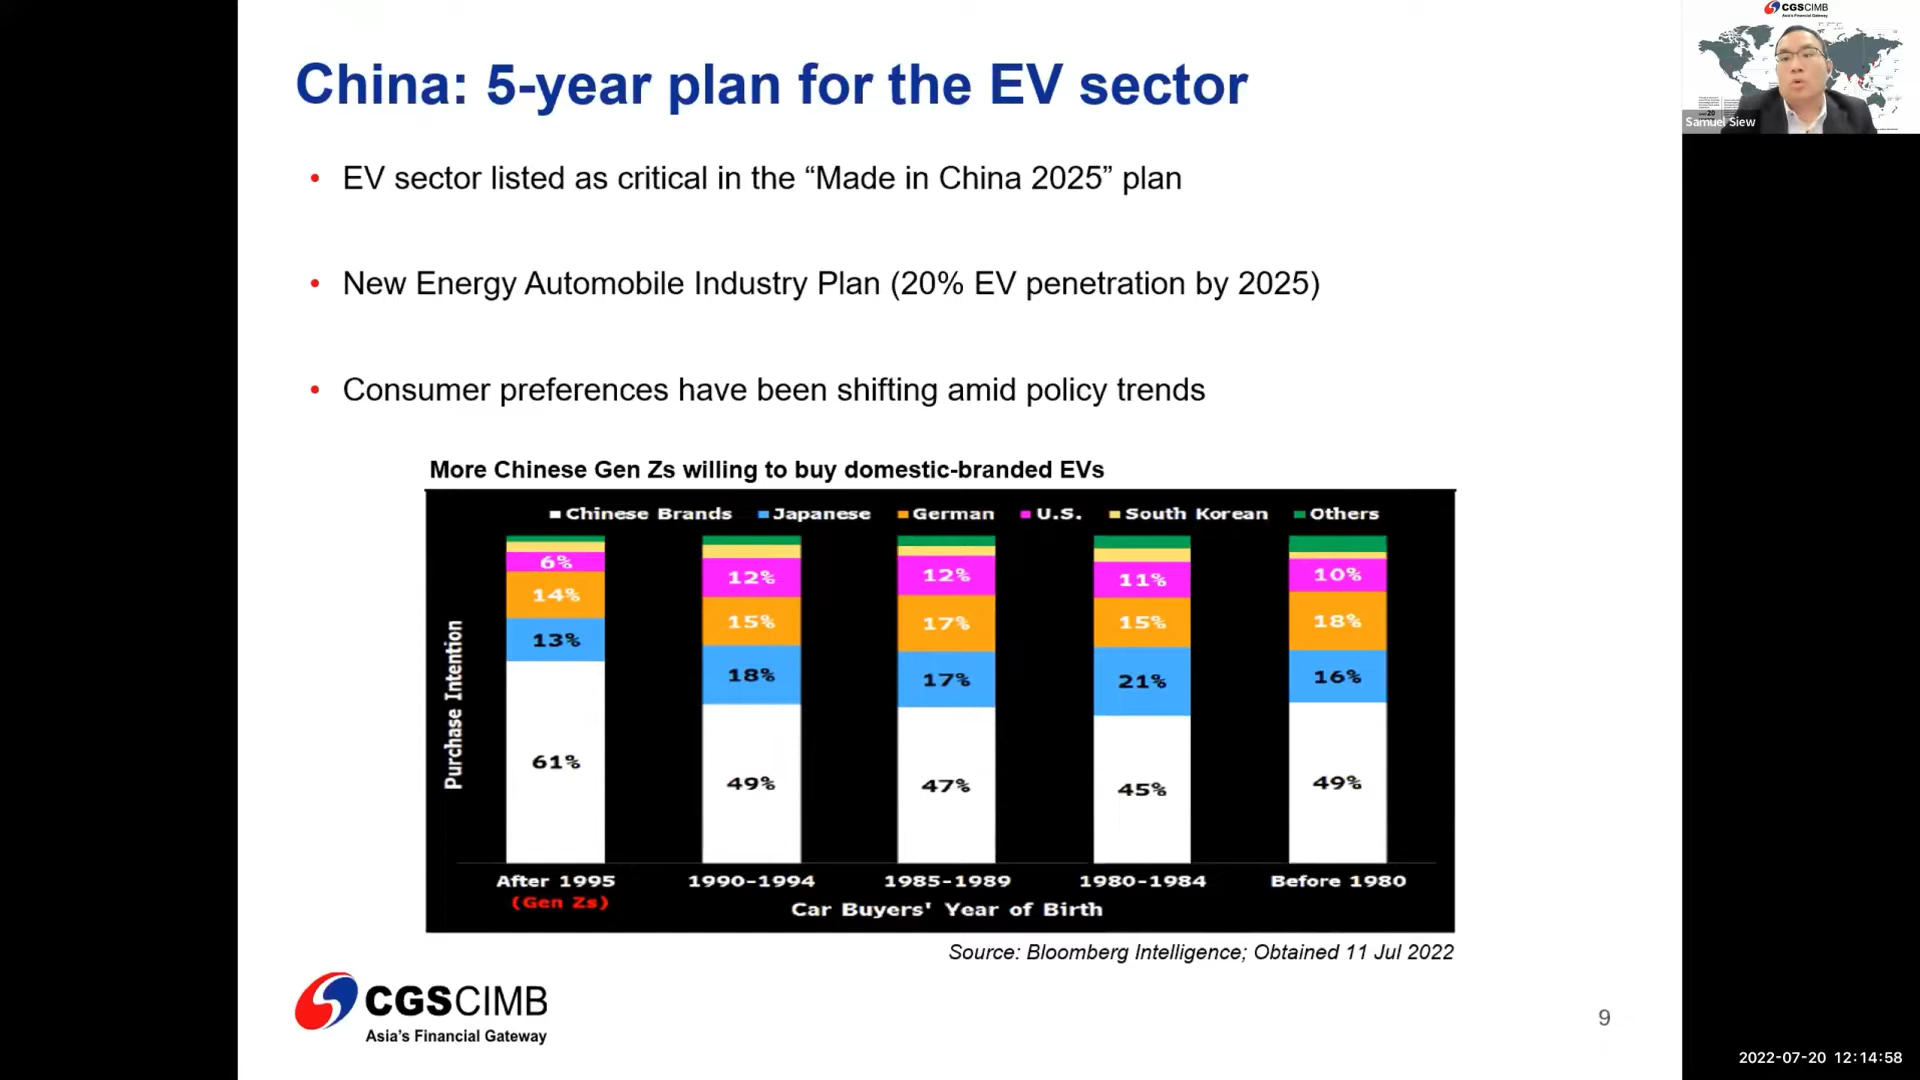 CGSCIMB
Asia's Financial Gateway
Samuel Siew
China: 5-year plan for the EV sector
• EV sector listed as critical in the “Made in China 2025” plan
• New Energy Automobile Industry Plan (20% EV penetration by 2025)
• Consumer preferences have been shifting amid policy trends
More Chinese Gen Zs willing to buy domestic-branded EVs
Chinese Brands Japanese German U.S. South Korean Others
Purchase Intention
6% 12% 12% 11% 10%
14% 15% 17% 15% 18%
13% 18% 17% 21% 16%
61% 49% 47% 45% 49%
After 1995 1990-1994 1985-1989 1980-1984 Before 1980
(Gen Zs)
Car Buyers' Year of Birth
Source: Bloomberg Intelligence; Obtained 11 Jul 2022
CGSCIMB
Asia's Financial Gateway
9
2022-07-20 12:14:58